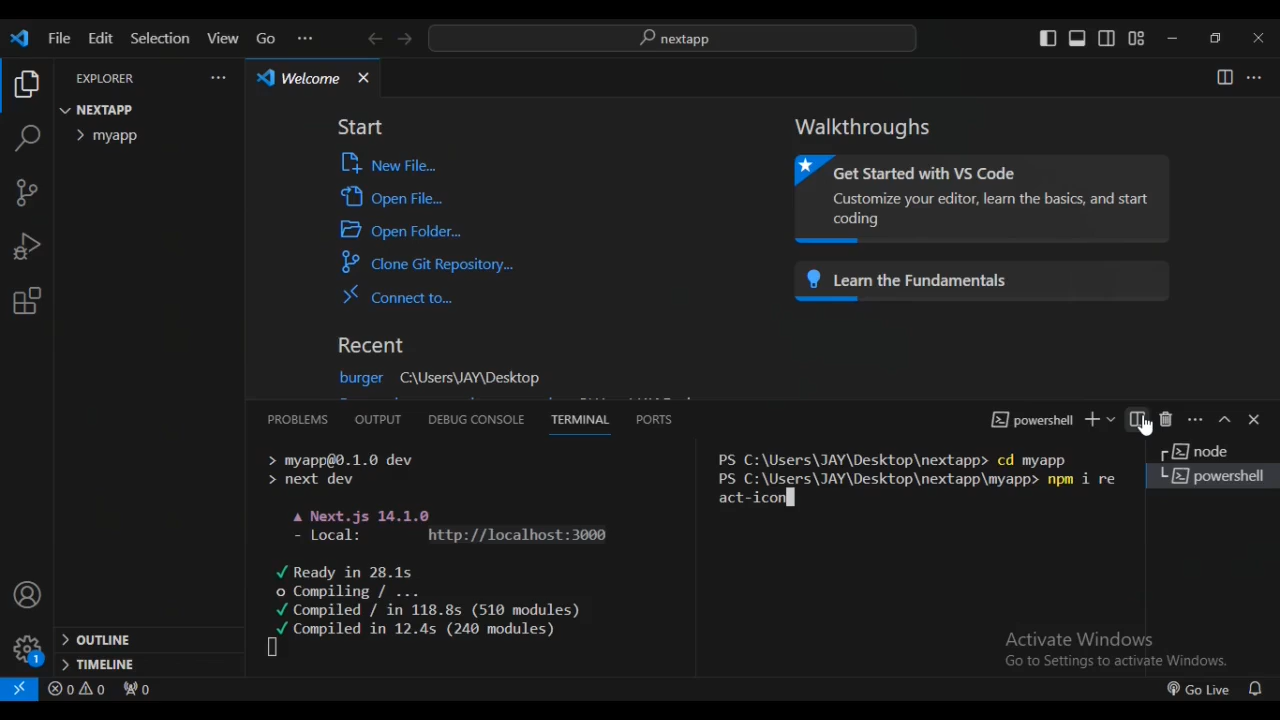 File Edit Selection View Go ... nextapp
EXPLORER ...
Welcome
NEXTAPP
myapp
Start
New File...
Open File...
Open Folder...
Clone Git Repository...
Connect to...
Recent
burger C:\Users\JAY\Desktop
Walkthroughs
Get Started with VS Code
Customize your editor, learn the basics, and start
coding
Learn the Fundamentals
PROBLEMS OUTPUT DEBUG CONSOLE TERMINAL PORTS powershell
> myapp@0.1.0 dev
> next dev
▲ Next.js 14.1.0
- Local: http://localhost:3000
✓ Ready in 28.1s
o Compiling / ...
✓ Compiled / in 118.8s (510 modules)
✓ Compiled in 12.4s (240 modules)
PS C:\Users\JAY\Desktop\nextapp> cd myapp
PS C:\Users\JAY\Desktop\nextapp\myapp> npm i re
act-icon
node
powershell
OUTLINE
TIMELINE
Activate Windows
Go to Settings to activate Windows.
1
0 0 0 Go Live